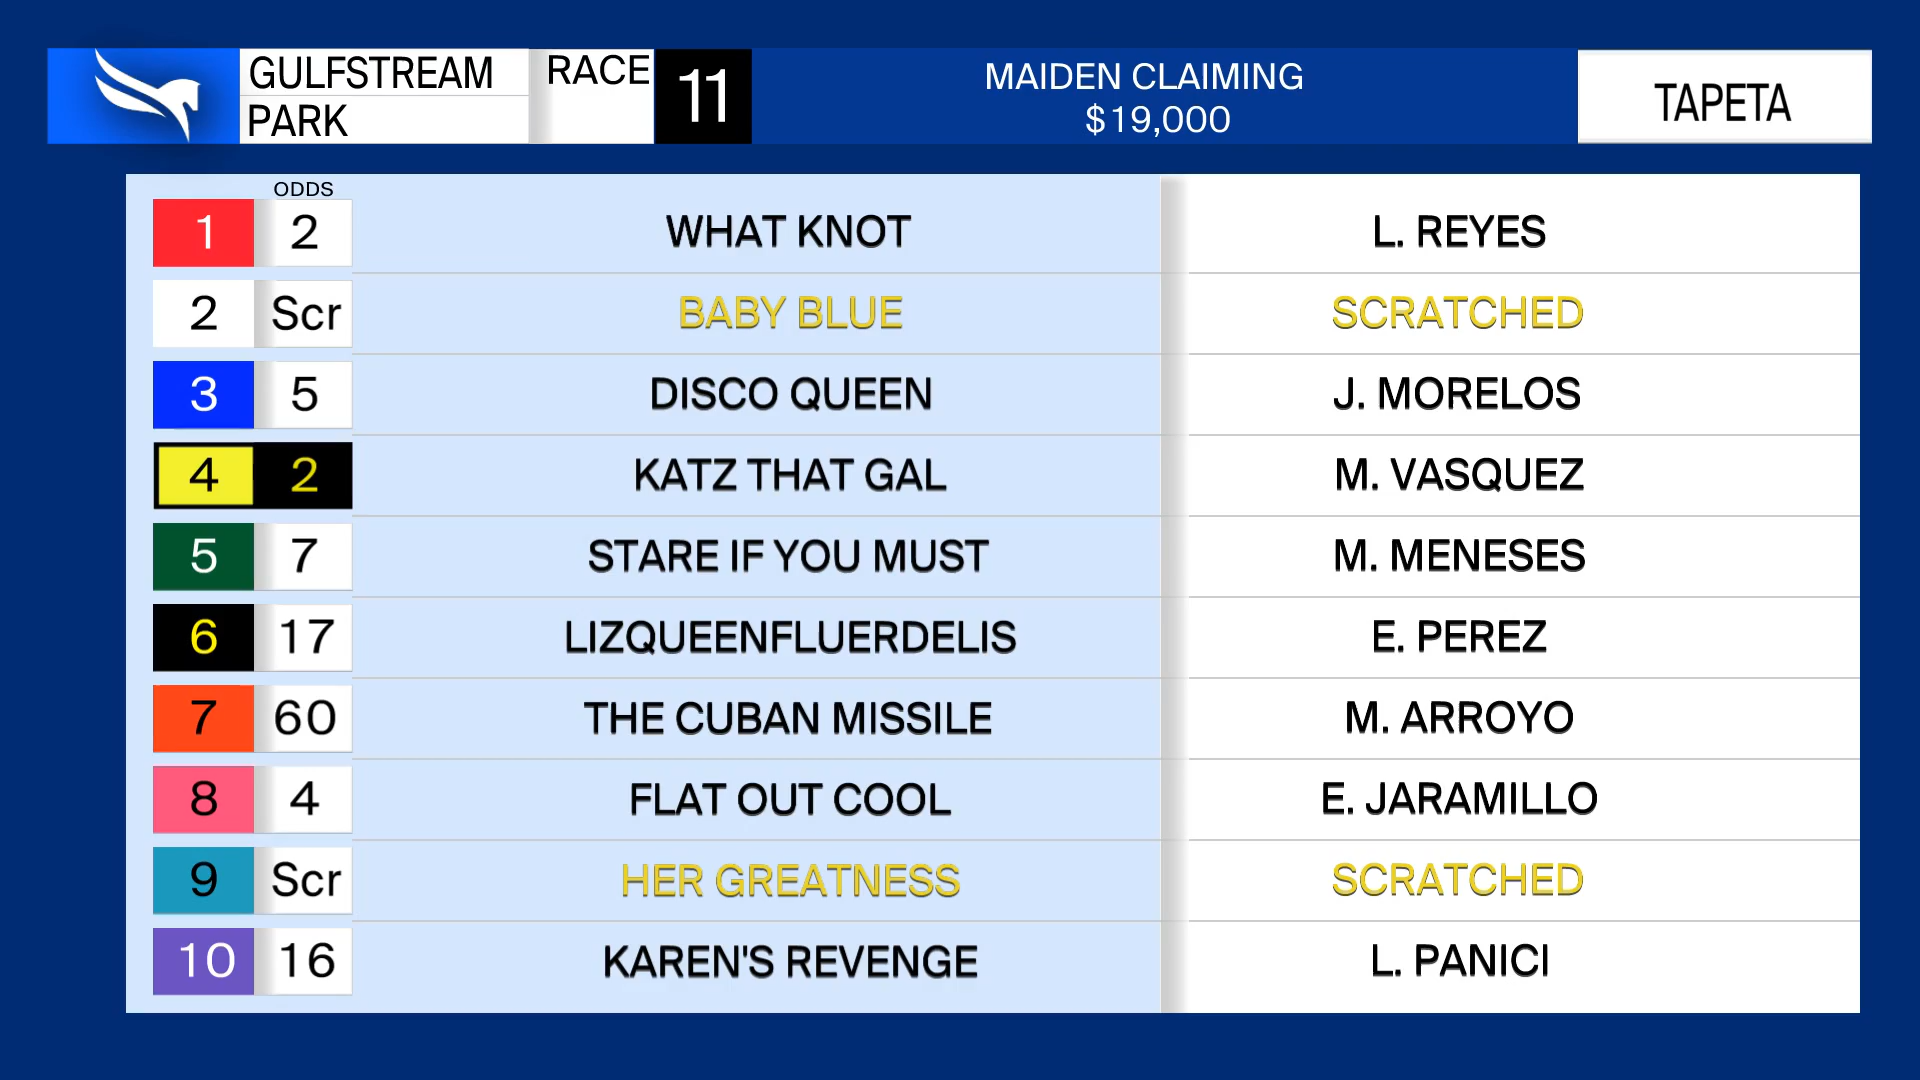 GULFSTREAM
PARK
RACE
11
MAIDEN CLAIMING
$19,000
TAPETA
ODDS
1 2 WHAT KNOT L. REYES
2 Scr BABY BLUE SCRATCHED
3 5 DISCO QUEEN J. MORELOS
4 2 KATZ THAT GAL M. VASQUEZ
5 7 STARE IF YOU MUST M. MENESES
6 17 LIZQUEENFLUERDELIS E. PEREZ
7 60 THE CUBAN MISSILE M. ARROYO
8 4 FLAT OUT COOL E. JARAMILLO
9 Scr HER GREATNESS SCRATCHED
10 16 KAREN'S REVENGE L. PANICI